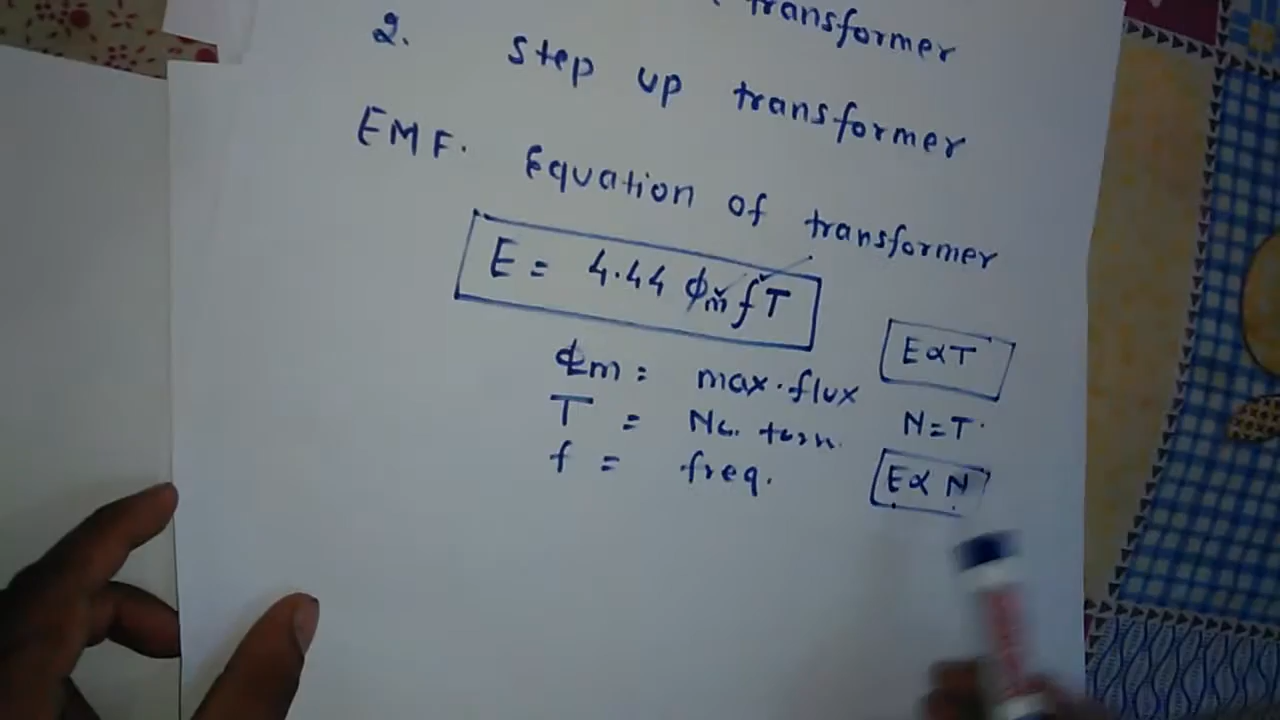 transformer
2. Step up transformer
EMF. Equation of transformer
E = 4.44 ϕm f T
ϕm = max. flux
E ∝ T
T = No. turn.
N = T.
f = freq.
E ∝ N